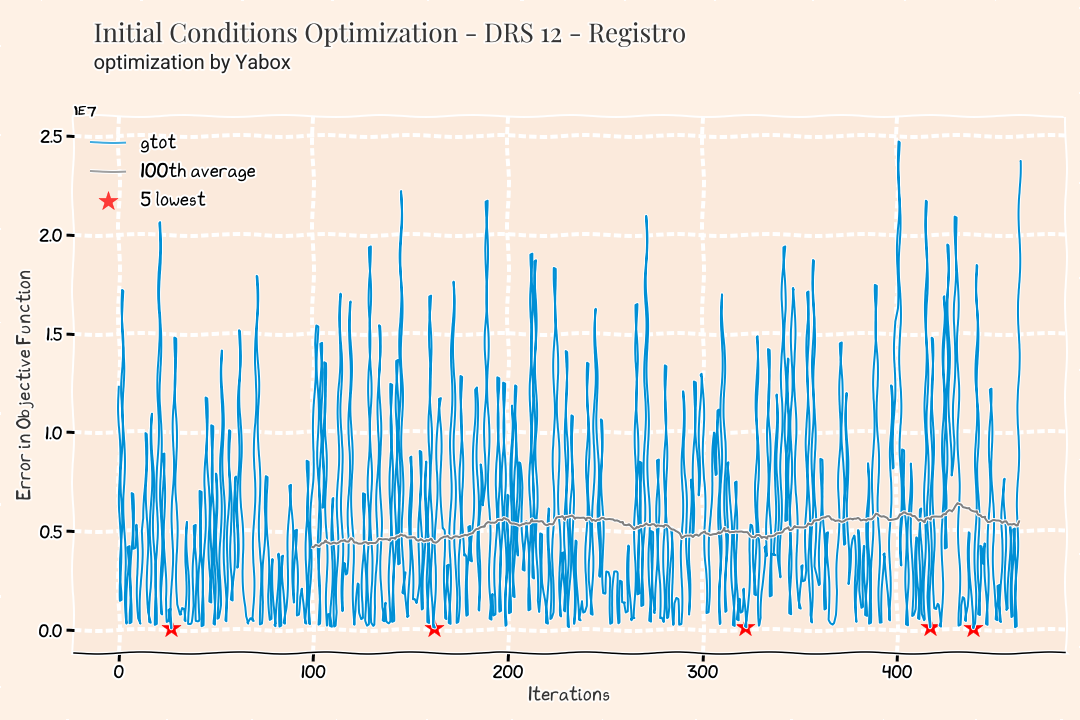 Initial Conditions Optimization - DRS 12 - Registro
optimization by Yabox
1E7
2.5
2.0
1.5
1.0
0.5
0.0
gtot
100th average
5 lowest
Error in Objective Function
0 100 200 300 400
Iterations